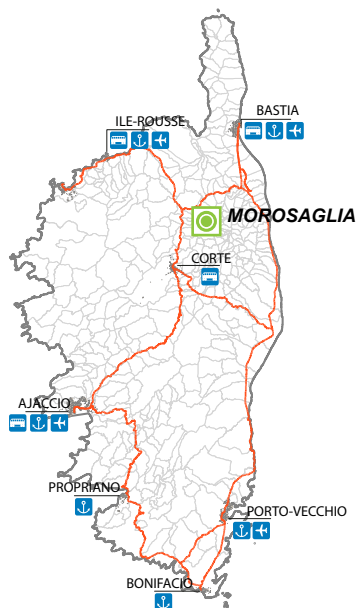 BASTIA
ILE-ROUSSE
MOROSAGLIA
CORTE
AJACCIO
PROPRIANO
PORTO-VECCHIO
BONIFACIO